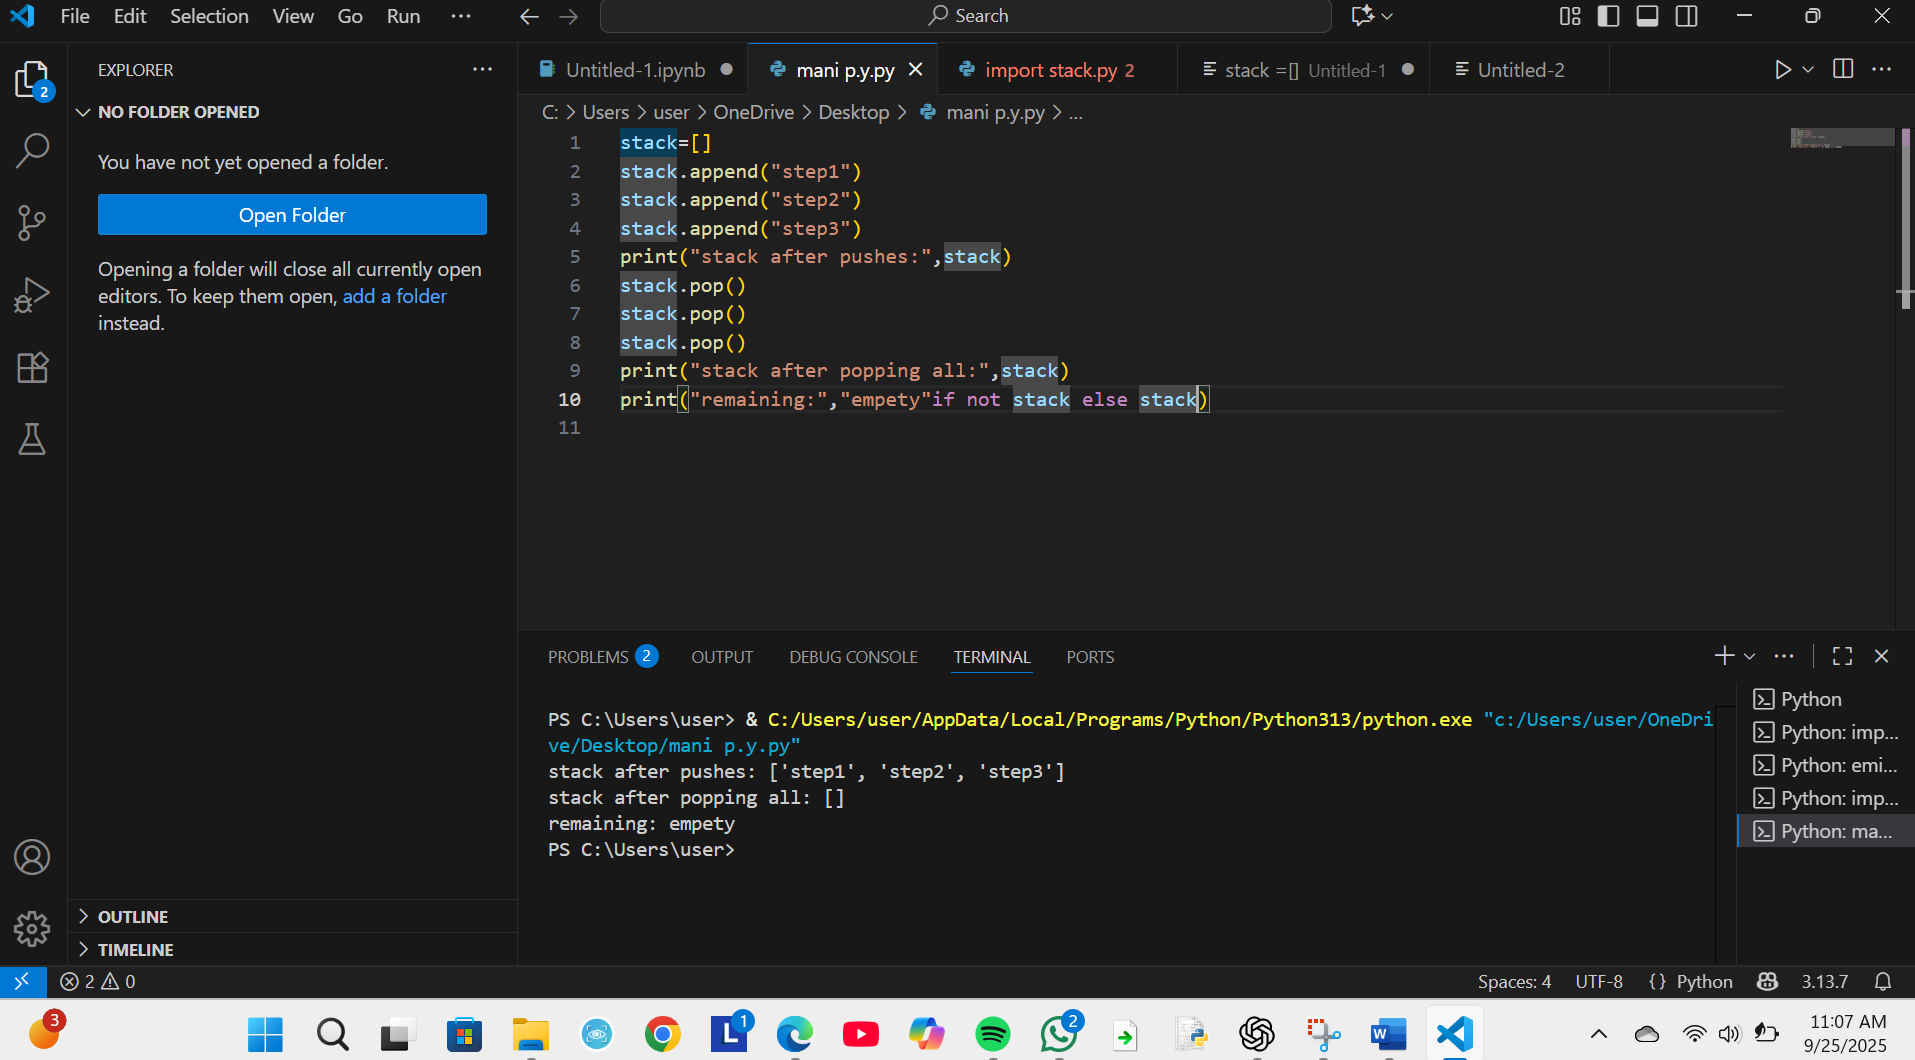 File Edit Selection View Go Run ... Search
EXPLORER ...
NO FOLDER OPENED
You have not yet opened a folder.
Open Folder
Opening a folder will close all currently open
editors. To keep them open, add a folder
instead.
OUTLINE
TIMELINE
2
Untitled-1.ipynb mani p.y.py import stack.py 2 stack =[] Untitled-1 Untitled-2
C: > Users > user > OneDrive > Desktop > mani p.y.py > ...
1 stack=[]
2 stack.append("step1")
3 stack.append("step2")
4 stack.append("step3")
5 print("stack after pushes:",stack)
6 stack.pop()
7 stack.pop()
8 stack.pop()
9 print("stack after popping all:",stack)
10 print("remaining:","empety"if not stack else stack)
11
PROBLEMS 2 OUTPUT DEBUG CONSOLE TERMINAL PORTS
PS C:\Users\user> & C:/Users/user/AppData/Local/Programs/Python/Python313/python.exe "c:/Users/user/OneDri
ve/Desktop/mani p.y.py"
stack after pushes: ['step1', 'step2', 'step3']
stack after popping all: []
remaining: empety
PS C:\Users\user>
Python
Python: imp...
Python: emi...
Python: imp...
Python: ma...
2 0 Spaces: 4 UTF-8 {} Python 3.13.7
3 L 1 2 W 11:07 AM
9/25/2025